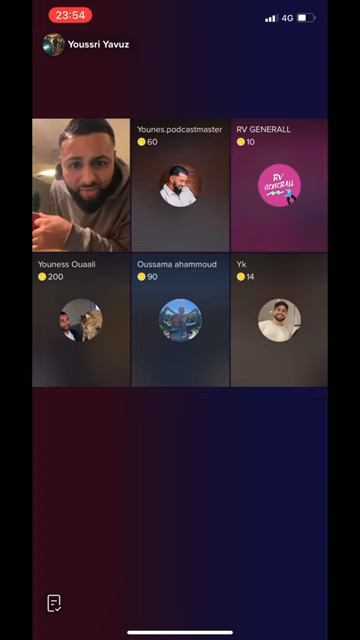 23:54
4G
Youssri Yavuz
Younes.podcastmaster
60
RV GENERALL
10
RV
GENERALL
Youness Ouaali
200
Oussama ahammoud
90
Yk
14